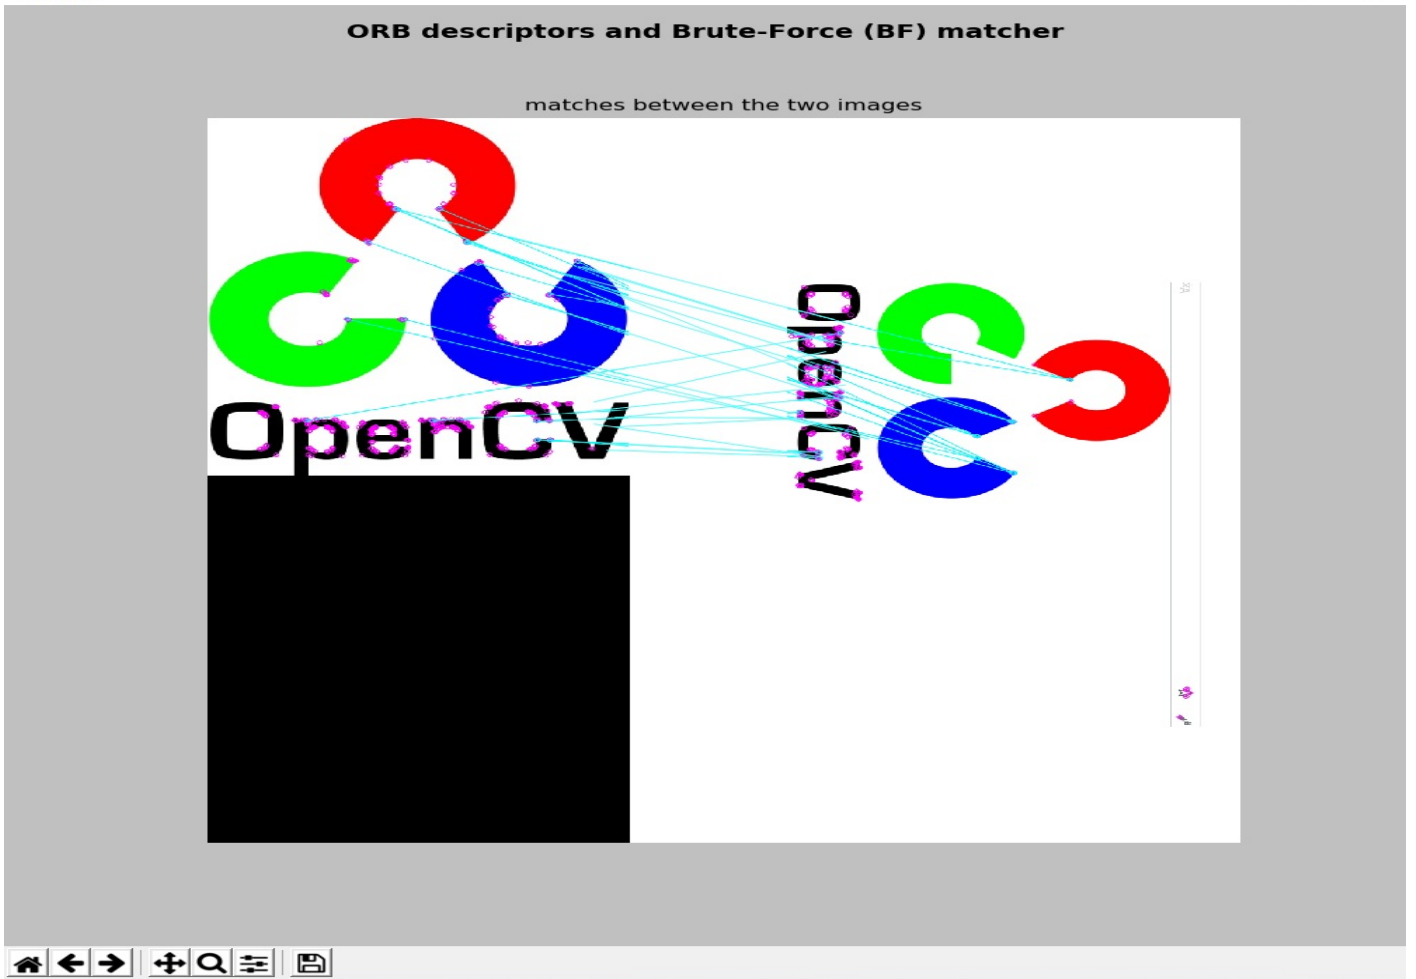 ORB descriptors and Brute-Force (BF) matcher
matches between the two images
OpenCV
OpenCV